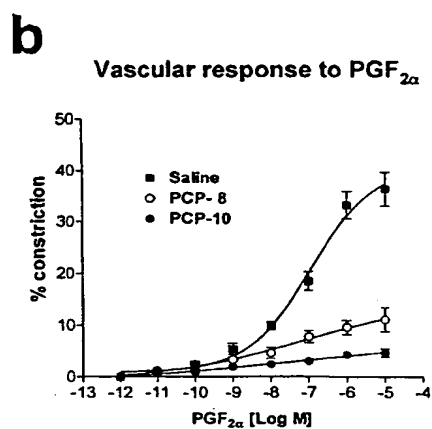 b
Vascular response to PGF2α
50
40
30
20
10
0
% constriction
Saline
PCP- 8
PCP-10
-13 -12 -11 -10 -9 -8 -7 -6 -5 -4
PGF2α [Log M]